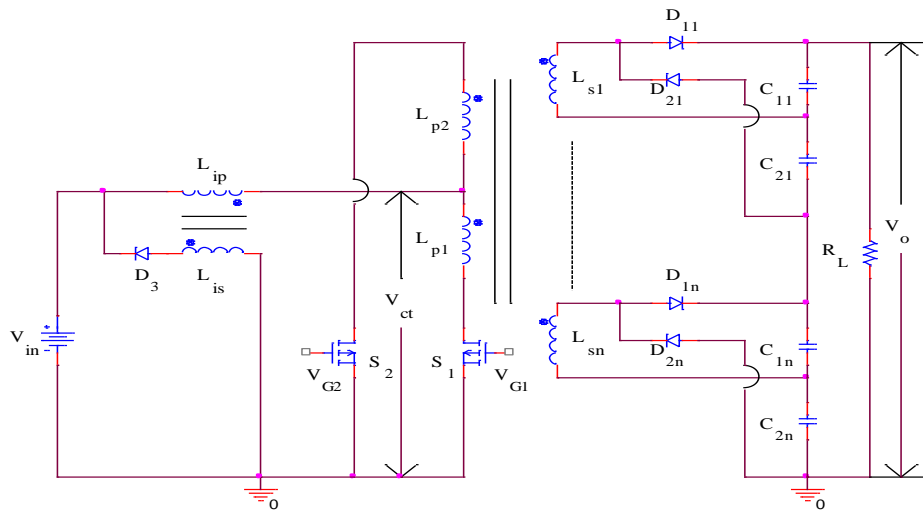 D11
Ls1
D21
C11
Lp2
C21
Lip
Lp1
Vo
RL
D3
Lis
Vct
D1n
Vin
Lsn
D2n
C1n
VG2
S2
S1
VG1
C2n
0
0